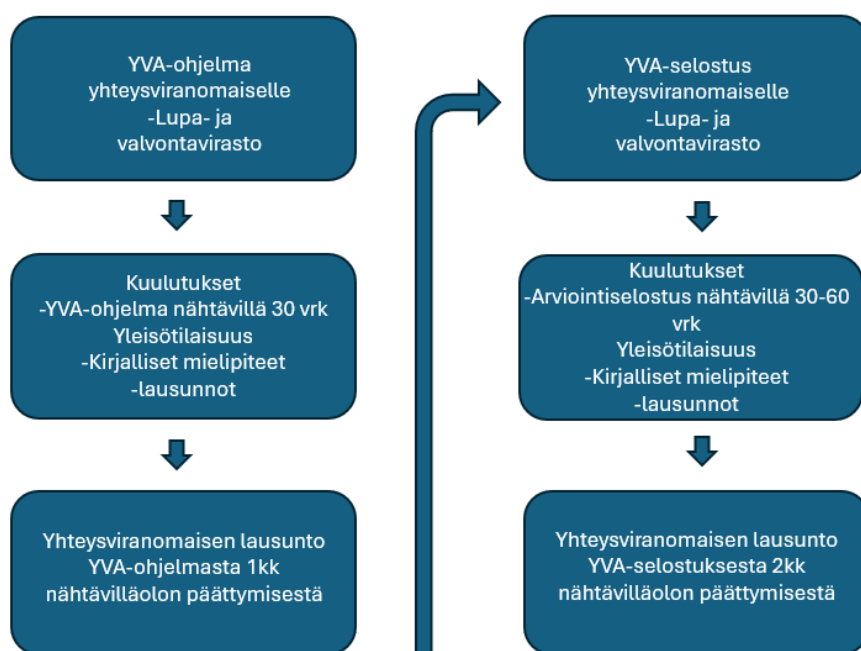 YVA-ohjelma
yhteysviranomaiselle
-Lupa- ja
valvontavirasto
Kuulutukset
-YVA-ohjelma nähtävillä 30 vrk
Yleisötilaisuus
-Kirjalliset mielipiteet
-lausunnot
Yhteysviranomaisen lausunto
YVA-ohjelmasta 1kk
nähtävilläolon päättymisestä
YVA-selostus
yhteysviranomaiselle
-Lupa- ja
valvontavirasto
Kuulutukset
-Arviointiselostus nähtävillä 30-60
vrk
Yleisötilaisuus
-Kirjalliset mielipiteet
-lausunnot
Yhteysviranomaisen lausunto
YVA-selostuksesta 2kk
nähtävilläolon päättymisestä